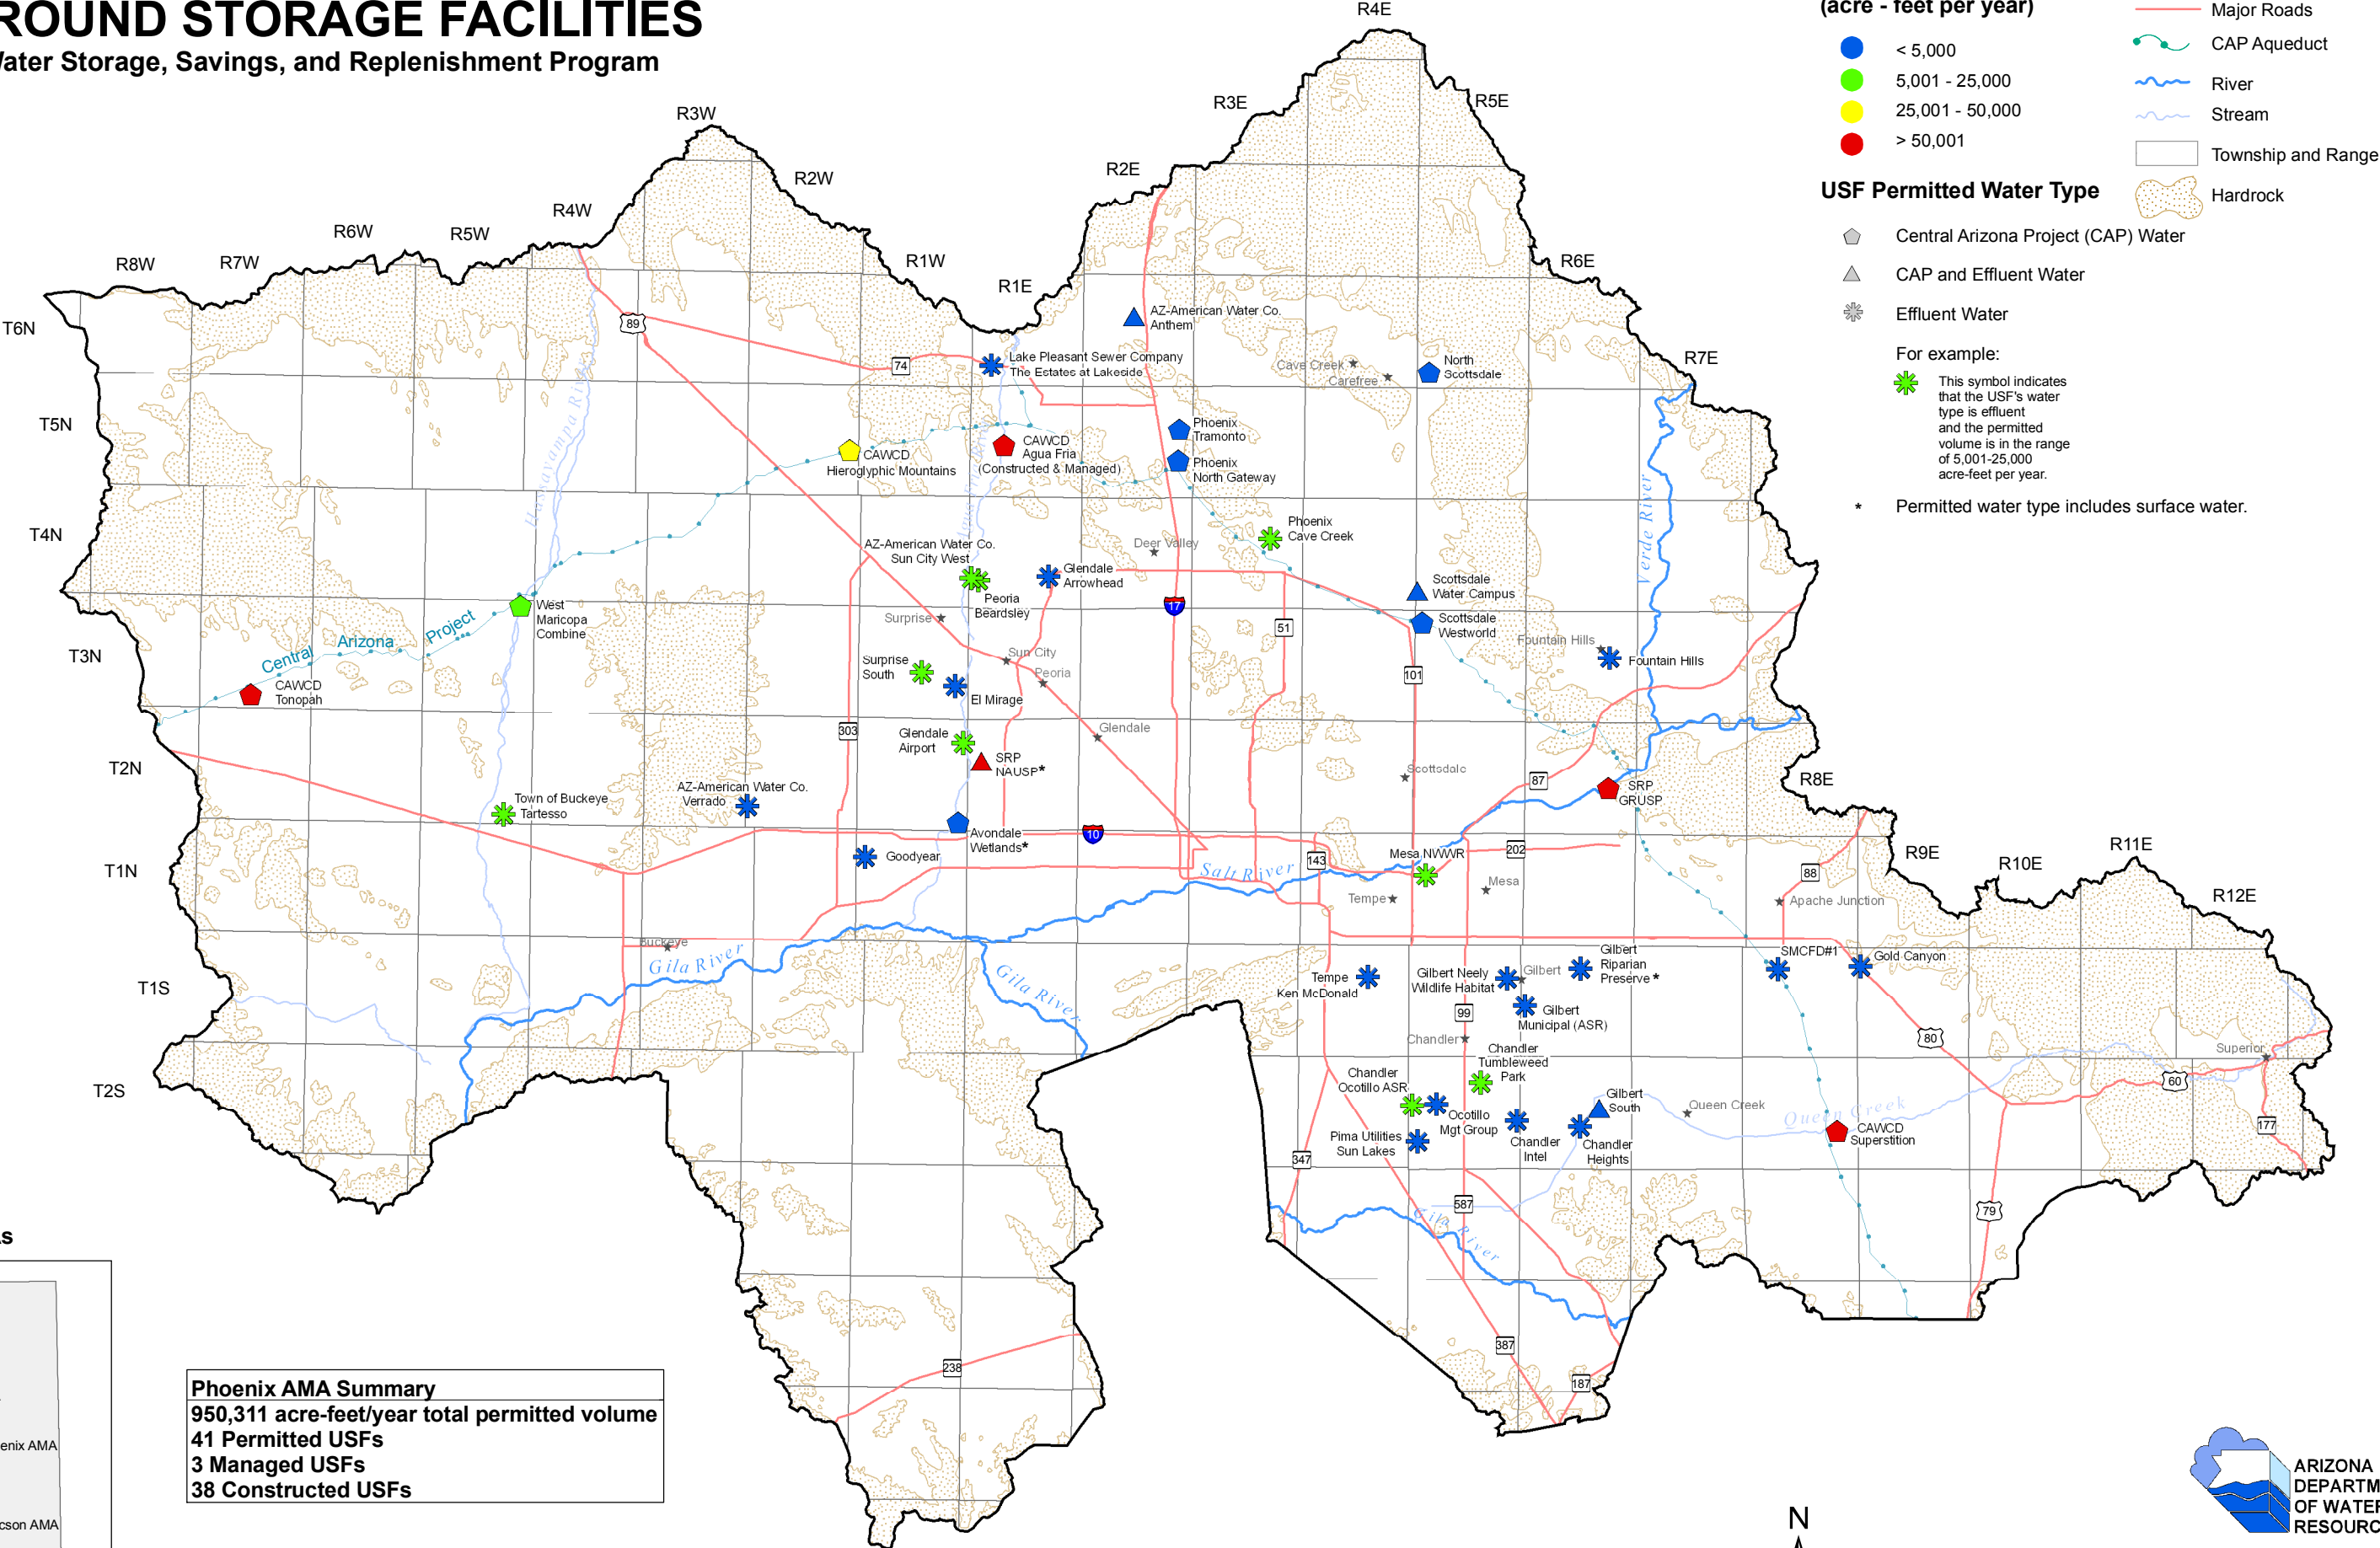 ROUND STORAGE FACILITIES
Water Storage, Savings, and Replenishment Program
(acre - feet per year)
< 5,000
5,001 - 25,000
25,001 - 50,000
> 50,001
USF Permitted Water Type
Central Arizona Project (CAP) Water
CAP and Effluent Water
Effluent Water
For example:
This symbol indicates
that the USF's water
type is effluent
and the permitted
volume is in the range
of 5,001-25,000
acre-feet per year.
* Permitted water type includes surface water.
Major Roads
CAP Aqueduct
River
Stream
Township and Range
Hardrock
R8W
R7W
R6W
R5W
R4W
R3W
R2W
R1W
R1E
R2E
R3E
R4E
R5E
R6E
R7E
R8E
R9E
R10E
R11E
R12E
T6N
T5N
T4N
T3N
T2N
T1N
T1S
T2S
89
74
AZ-American Water Co.
Anthem
Lake Pleasant Sewer Company
The Estates at Lakeside
Cave Creek
Carefree
North
Scottsdale
Phoenix
Tramonto
Phoenix
North Gateway
CAWCD
Hieroglyphic Mountains
CAWCD
Agua Fria
(Constructed & Managed)
Hassayampa River
Verde River
Phoenix
Cave Creek
Deer Valley
AZ-American Water Co.
Sun City West
Glendale
Arrowhead
Peoria
Beardsley
17
51
101
Scottsdale
Water Campus
Scottsdale
Westworld
Fountain Hills
Fountain Hills
West
Maricopa
Combine
Central Arizona Project
CAWCD
Tonopah
Surprise
Sun City
Peoria
Surprise
South
El Mirage
303
Glendale
Airport
Glendale
SRP
NAUSP*
Scottsdale
87
SRP
GRUSP
Town of Buckeye
Tartesso
AZ-American Water Co.
Verrado
Avondale
Wetlands*
10
Goodyear
Salt River
143
Mesa NWWR
202
Tempe
Mesa
88
Apache Junction
Buckeye
Gila River
Gila River
Tempe
Ken McDonald
Gilbert Neely
Wildlife Habitat
Gilbert
Gilbert
Riparian
Preserve *
Gilbert
Municipal (ASR)
SMCFD#1
Gold Canyon
99
80
Chandler
Chandler
Tumbleweed
Park
Chandler
Ocotillo ASR
Ocotillo
Mgt Group
Pima Utilities
Sun Lakes
Chandler
Intel
Gilbert
South
Chandler
Heights
Queen Creek
Queen Creek
CAWCD
Superstition
Superior
60
177
347
587
79
Gila River
387
187
238
Phoenix AMA Summary
950,311 acre-feet/year total permitted volume
41 Permitted USFs
3 Managed USFs
38 Constructed USFs
enix AMA
cson AMA
N
ARIZONA
DEPARTM
OF WATER
RESOURC